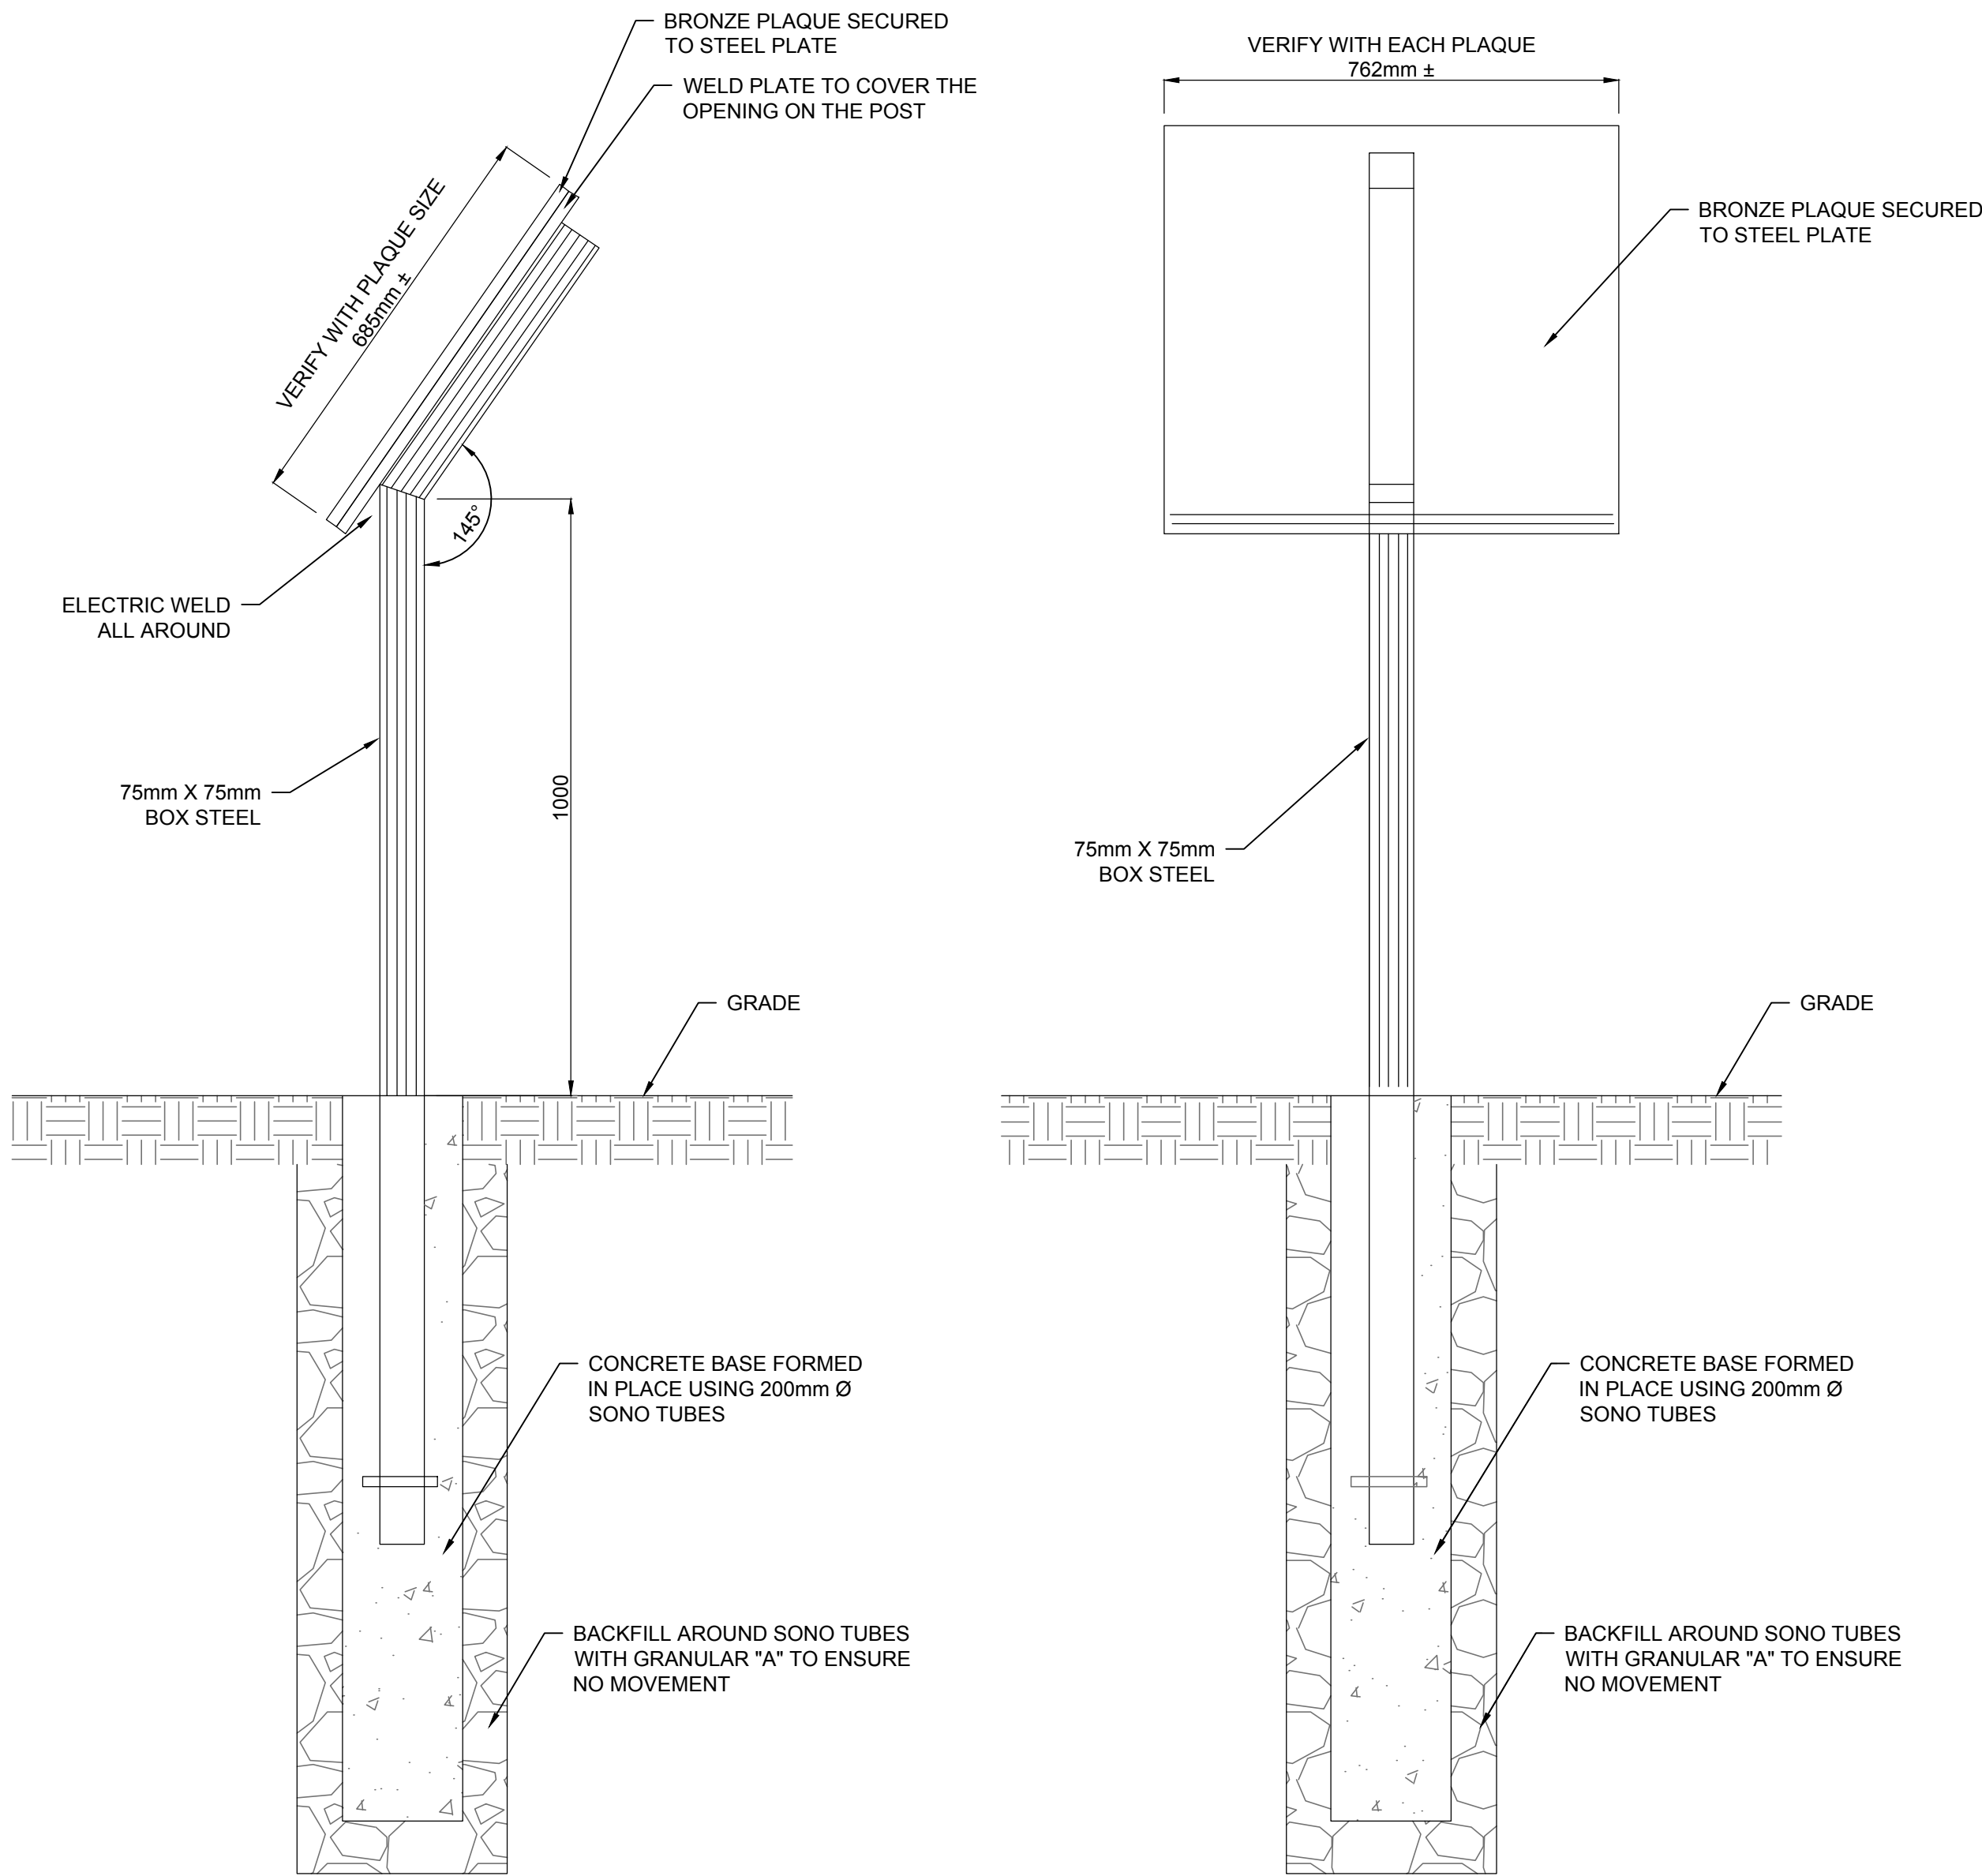 BRONZE PLAQUE SECURED
TO STEEL PLATE
WELD PLATE TO COVER THE
OPENING ON THE POST
VERIFY WITH PLAQUE SIZE
685mm ±
145°
ELECTRIC WELD
ALL AROUND
75mm X 75mm
BOX STEEL
1000
GRADE
CONCRETE BASE FORMED
IN PLACE USING 200mm Ø
SONO TUBES
BACKFILL AROUND SONO TUBES
WITH GRANULAR "A" TO ENSURE
NO MOVEMENT
VERIFY WITH EACH PLAQUE
762mm ±
BRONZE PLAQUE SECURED
TO STEEL PLATE
75mm X 75mm
BOX STEEL
GRADE
CONCRETE BASE FORMED
IN PLACE USING 200mm Ø
SONO TUBES
BACKFILL AROUND SONO TUBES
WITH GRANULAR "A" TO ENSURE
NO MOVEMENT